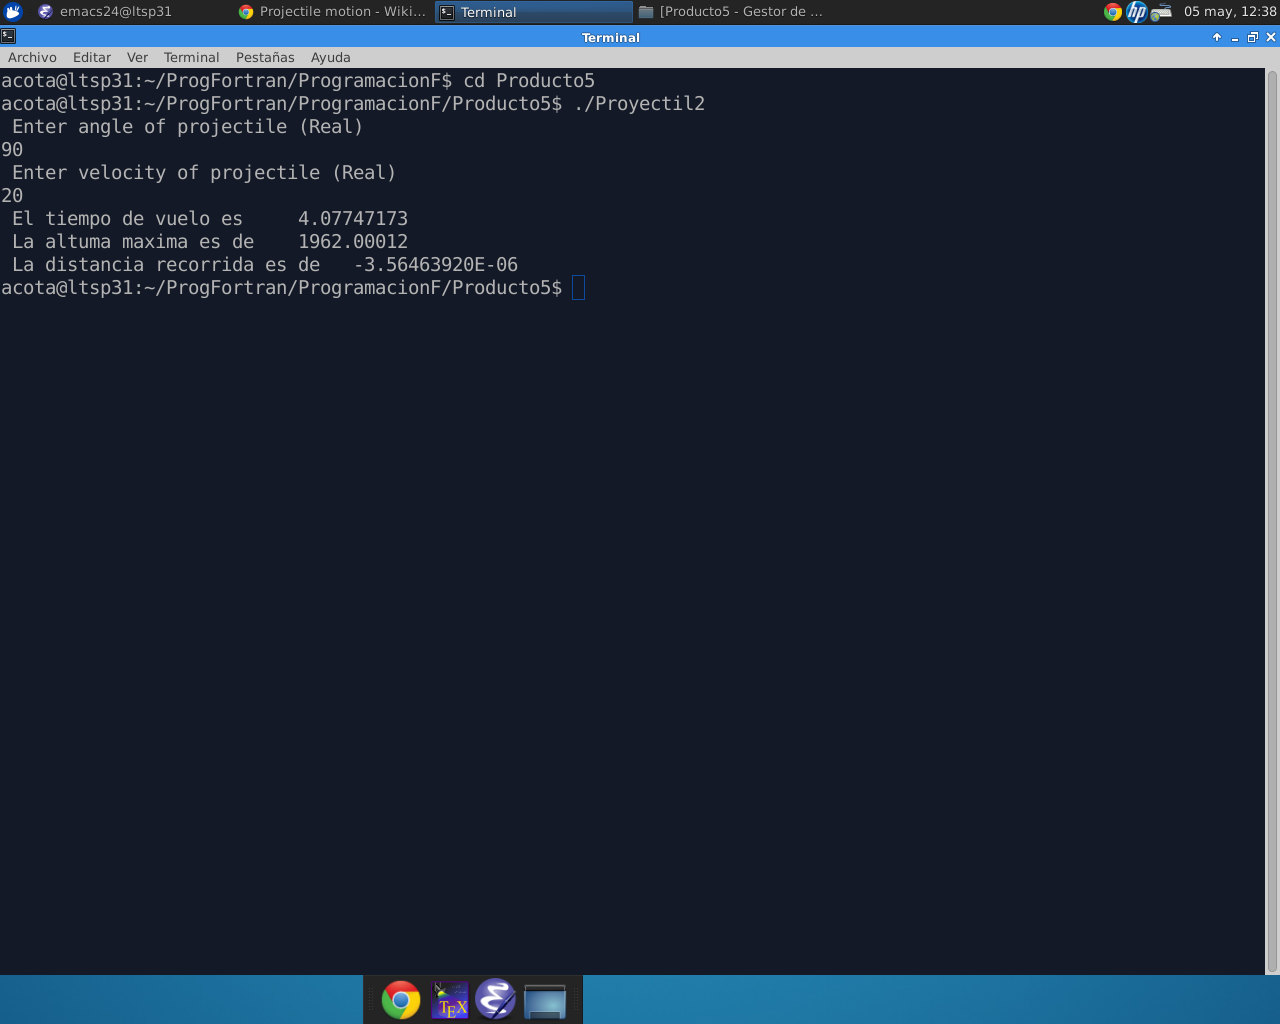 emacs24@ltsp31
Projectile motion - Wiki...
Terminal
[Producto5 - Gestor de ...
hp
05 may, 12:38
Terminal
Archivo Editar Ver Terminal Pestañas Ayuda
acota@ltsp31:~/ProgFortran/ProgramacionF$ cd Producto5
acota@ltsp31:~/ProgFortran/ProgramacionF/Producto5$ ./Proyectil2
Enter angle of projectile (Real)
90
Enter velocity of projectile (Real)
20
El tiempo de vuelo es 4.07747173
La altuma maxima es de 1962.00012
La distancia recorrida es de -3.56463920E-06
acota@ltsp31:~/ProgFortran/ProgramacionF/Producto5$
TEX